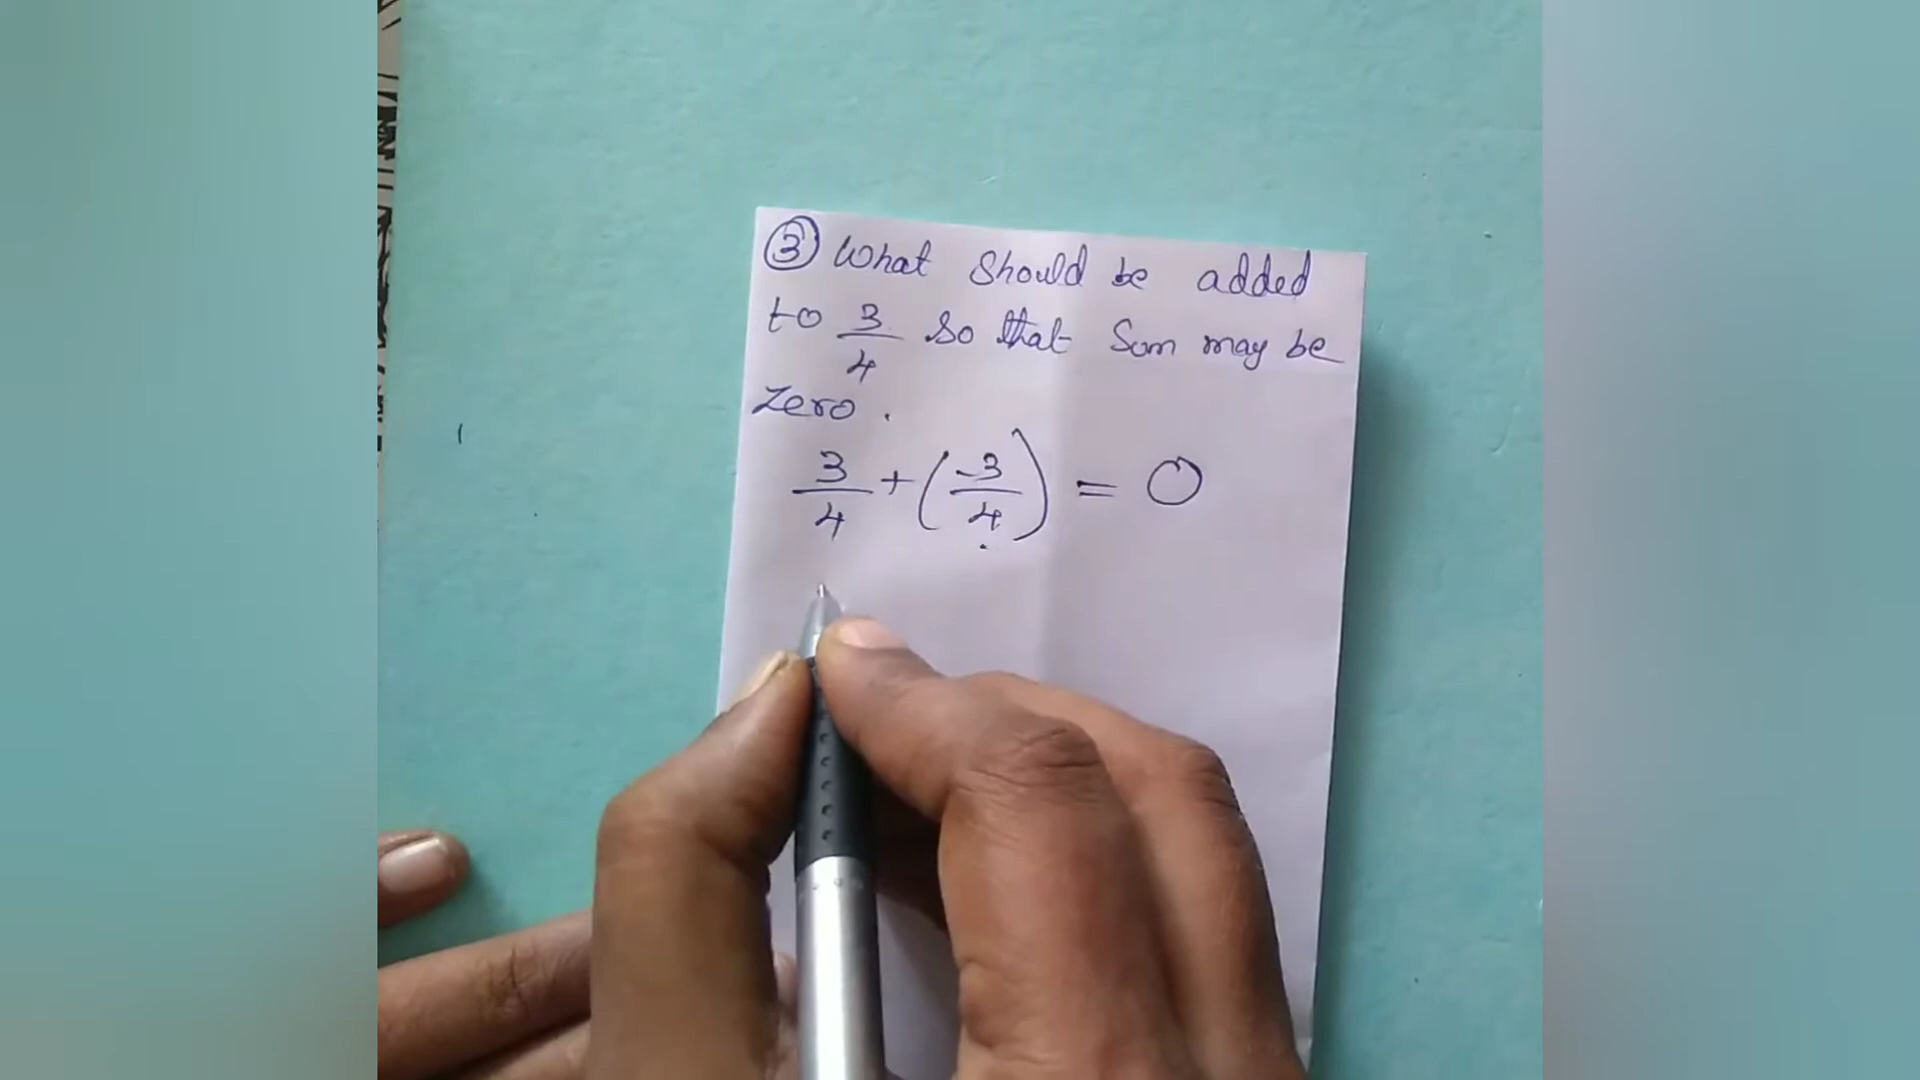 ③ What should be added
to 3/4 so that Sum may be
Zero.
3/4 + (-3/4) = 0